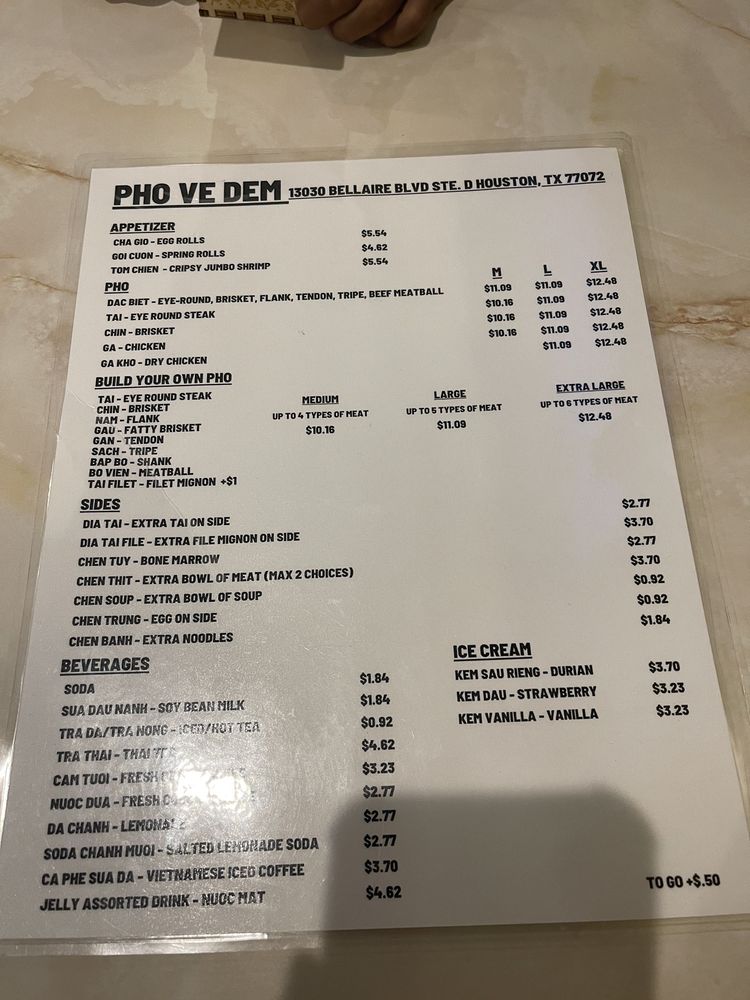 PHO VE DEM 13030 BELLAIRE BLVD STE. D HOUSTON, TX 77072
APPETIZER
CHA GIO - EGG ROLLS $5.54
GOI CUON - SPRING ROLLS $4.62
TOM CHIEN - CRIPSY JUMBO SHRIMP $5.54
PHO M L XL
DAC BIET - EYE-ROUND, BRISKET, FLANK, TENDON, TRIPE, BEEF MEATBALL $11.09 $11.09 $12.48
TAI - EYE ROUND STEAK $10.16 $11.09 $12.48
CHIN - BRISKET $10.16 $11.09 $12.48
GA - CHICKEN $10.16 $11.09 $12.48
GA KHO - DRY CHICKEN $11.09 $12.48
BUILD YOUR OWN PHO
TAI - EYE ROUND STEAK
CHIN - BRISKET
NAM - FLANK
GAU - FATTY BRISKET
GAN - TENDON
SACH - TRIPE
BAP BO - SHANK
BO VIEN - MEATBALL
TAI FILET - FILET MIGNON +$1
MEDIUM LARGE EXTRA LARGE
UP TO 4 TYPES OF MEAT UP TO 5 TYPES OF MEAT UP TO 6 TYPES OF MEAT
$10.16 $11.09 $12.48
SIDES
DIA TAI - EXTRA TAI ON SIDE $2.77
DIA TAI FILE - EXTRA FILE MIGNON ON SIDE $3.70
CHEN TUY - BONE MARROW $2.77
CHEN THIT - EXTRA BOWL OF MEAT (MAX 2 CHOICES) $3.70
CHEN SOUP - EXTRA BOWL OF SOUP $0.92
CHEN TRUNG - EGG ON SIDE $0.92
CHEN BANH - EXTRA NOODLES $1.84
BEVERAGES
SODA $1.84
SUA DAU NANH - SOY BEAN MILK $1.84
TRA DA/TRA NONG - ICED/HOT TEA $0.92
TRA THAI - THAI $4.62
CAM TUOI - FRESH $3.23
NUOC DUA - FRESH $2.77
DA CHANH - LEMONADE $2.77
SODA CHANH MUOI - SALTED LEMONADE SODA $2.77
CA PHE SUA DA - VIETNAMESE ICED COFFEE $3.70
JELLY ASSORTED DRINK - NUOC MAT $4.62
ICE CREAM
KEM SAU RIENG - DURIAN $3.70
KEM DAU - STRAWBERRY $3.23
KEM VANILLA - VANILLA $3.23
TO GO +$.50